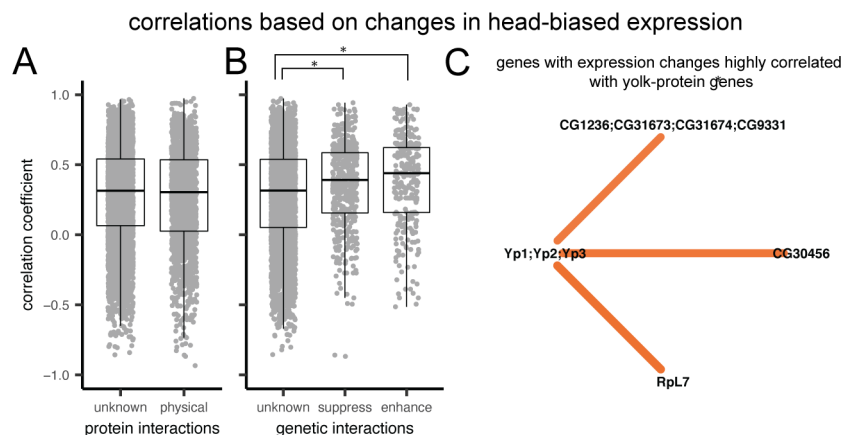 correlations based on changes in head-biased expression
A
B
C
correlation coefficient
1.0
0.5
0.0
−0.5
−1.0
unknown
physical
protein interactions
*
*
unknown
suppress
enhance
genetic interactions
genes with expression changes highly correlated
with yolk-protein genes
*
CG1236;CG31673;CG31674;CG9331
Yp1;Yp2;Yp3
CG30456
RpL7